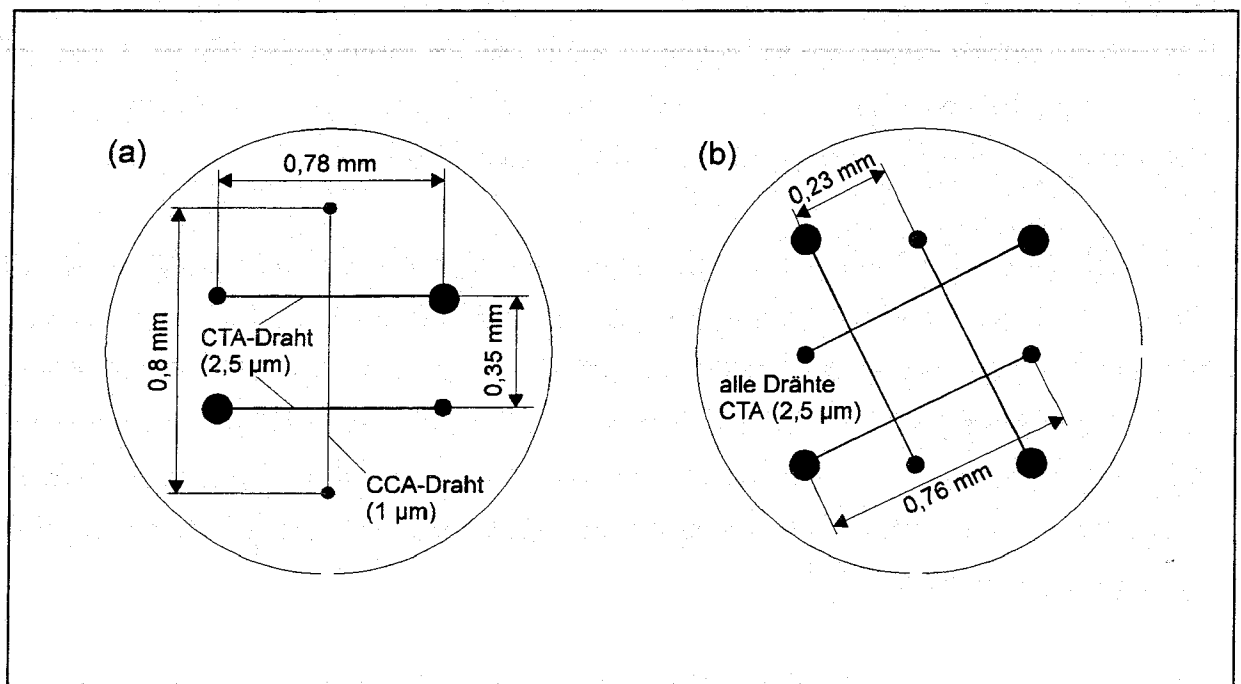 (a)
0,78 mm
0,8 mm
CTA-Draht
(2,5 µm)
0,35 mm
CCA-Draht
(1 µm)
(b)
0,23 mm
alle Drähte
CTA (2,5 µm)
0,76 mm